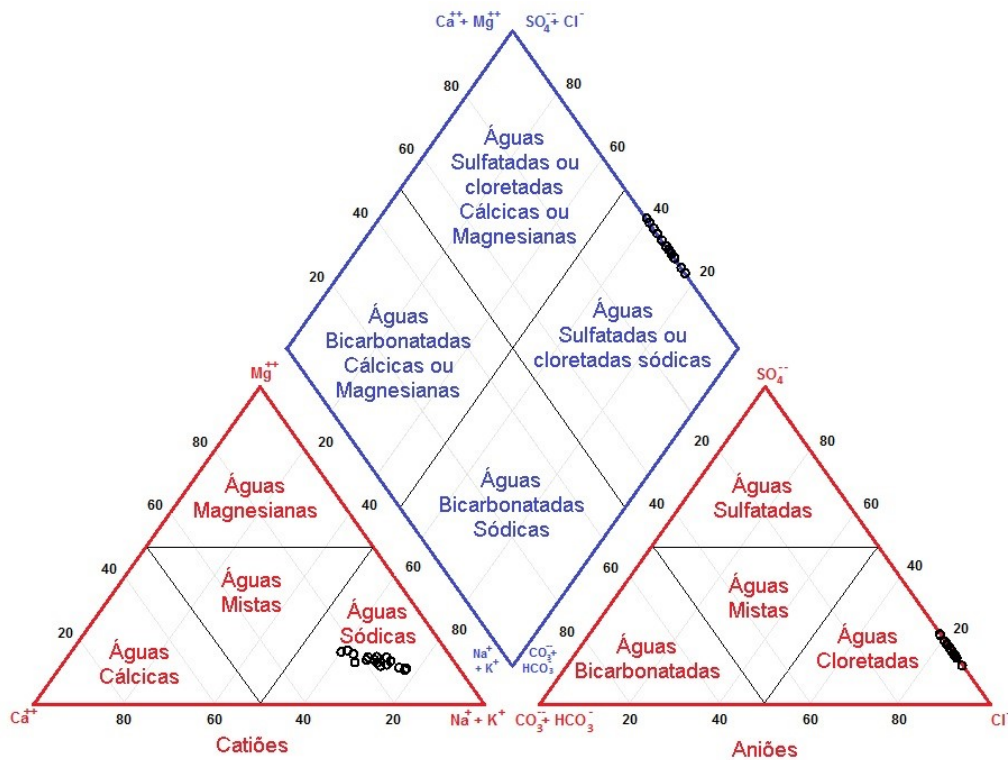 Ca++ + Mg++ SO4-- + Cl-
80 80
60 60
40 40
20 20
Águas
Sulfatadas ou
cloretadas
Cálcicas ou
Magnesianas
Águas
Bicarbonatadas
Cálcicas ou
Magnesianas
Águas
Sulfatadas ou
cloretadas sódicas
Águas
Bicarbonatadas
Sódicas
Na+
+ K+
CO3-- +
HCO3
Mg++
80 20
60 40
40 60
20 80
Águas
Magnesianas
Águas
Mistas
Águas
Cálcicas
Águas
Sódicas
Ca++ 80 60 40 20 Na+ + K+
Catiões
SO4--
20 80
40 60
60 40
80 20
Águas
Sulfatadas
Águas
Mistas
Águas
Bicarbonatadas
Águas
Cloretadas
CO3-- + HCO3- 20 40 60 80 Cl-
Aniões